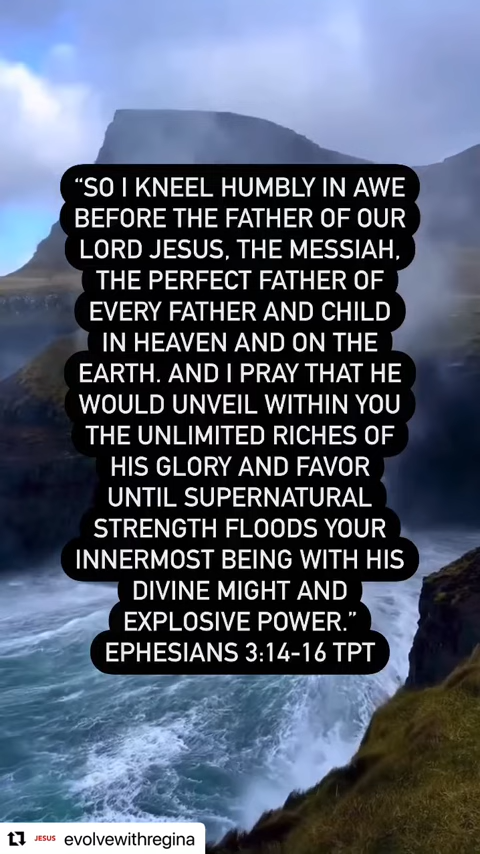 “SO I KNEEL HUMBLY IN AWE
BEFORE THE FATHER OF OUR
LORD JESUS, THE MESSIAH,
THE PERFECT FATHER OF
EVERY FATHER AND CHILD
IN HEAVEN AND ON THE
EARTH. AND I PRAY THAT HE
WOULD UNVEIL WITHIN YOU
THE UNLIMITED RICHES OF
HIS GLORY AND FAVOR
UNTIL SUPERNATURAL
STRENGTH FLOODS YOUR
INNERMOST BEING WITH HIS
DIVINE MIGHT AND
EXPLOSIVE POWER.”
EPHESIANS 3:14-16 TPT
JESUS evolvewithregina